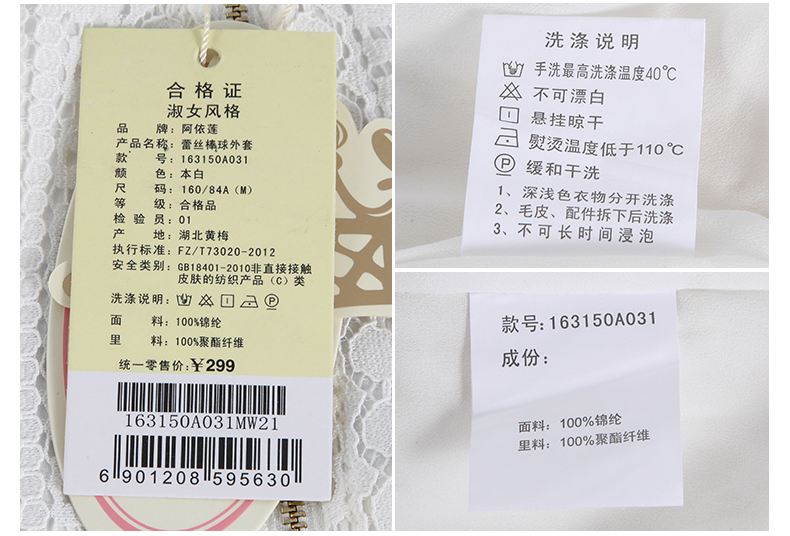 合格证
淑女风格
品 牌: 阿依莲
产品名称: 蕾丝棒球外套
款 号: 163150A031
颜 色: 本白
尺 码: 160/84A（M）
等 级: 合格品
检 验 员: 01
产 地: 湖北黄梅
执行标准: FZ/T73020-2012
安全类别: GB18401-2010非直接接触
皮肤的纺织产品（C）类
洗涤说明:
面 料: 100%锦纶
里 料: 100%聚酯纤维
统一零售价: ¥299
163150A031MW21
6 901208 595630
洗涤说明
手洗最高洗涤温度40℃
不可漂白
悬挂晾干
熨烫温度低于110℃
缓和干洗
1、深浅色衣物分开洗涤
2、毛皮、配件拆下后洗涤
3、不可长时间浸泡
款号: 163150A031
成份:
面料: 100%锦纶
里料: 100%聚酯纤维